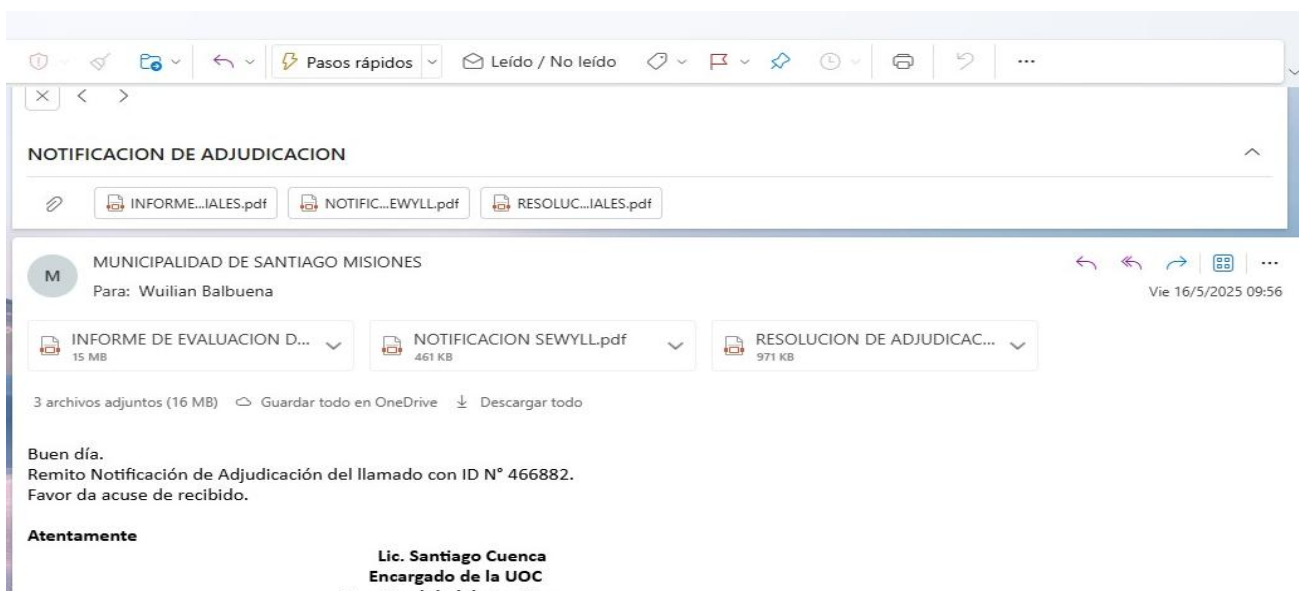 Pasos rápidos
Leído / No leído
NOTIFICACION DE ADJUDICACION
INFORME...IALES.pdf
NOTIFIC...EWYLL.pdf
RESOLUC...IALES.pdf
M
MUNICIPALIDAD DE SANTIAGO MISIONES
Para: Wuilian Balbuena
Vie 16/5/2025 09:56
INFORME DE EVALUACION D...
15 MB
NOTIFICACION SEWYLL.pdf
461 KB
RESOLUCION DE ADJUDICAC...
971 KB
3 archivos adjuntos (16 MB) Guardar todo en OneDrive Descargar todo
Buen día.
Remito Notificación de Adjudicación del llamado con ID N° 466882.
Favor da acuse de recibido.
Atentamente
Lic. Santiago Cuenca
Encargado de la UOC